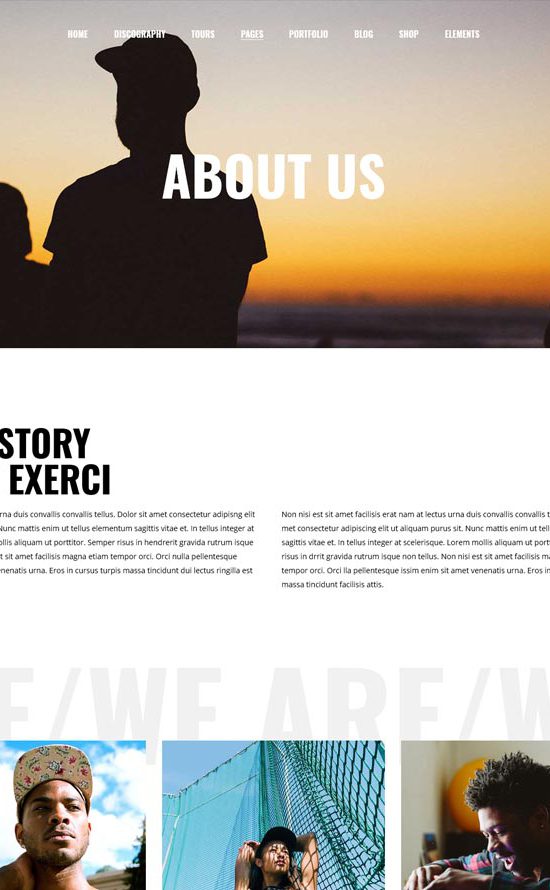 HOME DISCOGRAPHY TOURS PAGES PORTFOLIO BLOG SHOP ELEMENTS
ABOUT US
STORY
EXERCI
rna duis convallis convallis tellus. Dolor sit amet consectetur adipisng elit
Nunc mattis enim ut tellus elementum sagittis vitae et. In tellus integer at
ollis aliquam ut porttitor. Semper risus in hendrerit gravida rutrum isque
t sit amet facilisis magna etiam tempor orci. Orci nulla pellentesque
enenatis urna. Eros in cursus turpis massa tincidunt dui lectus ringilla est
Non nisi est sit amet facilisis erat nam at lectus urna duis convallis convallis t
met consectetur adipiscing elit ut aliquam purus sit. Nunc mattis enim ut tell
sagittis vitae et. In tellus integer at scelerisque. Lorem mollis aliquam ut port
risus in drrit gravida rutrum isque non tellus. Non nisi est sit amet facilisis ma
tempor orci. Orci lla pellentesque issim enim sit amet venenatis urna. Eros in
massa tincidunt facilisis attis.
E/WE ARE/W